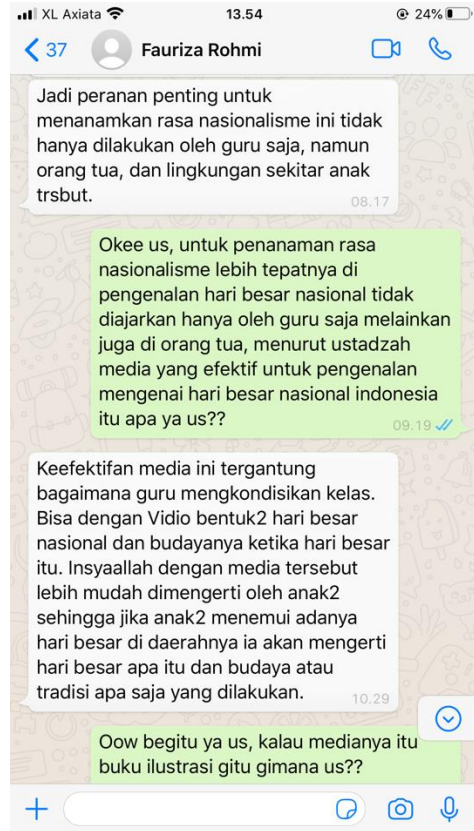 XL Axiata 13.54 24%
37 Fauriza Rohmi
Jadi peranan penting untuk
menanamkan rasa nasionalisme ini tidak
hanya dilakukan oleh guru saja, namun
orang tua, dan lingkungan sekitar anak
trsbut.
08.17
Okee us, untuk penanaman rasa
nasionalisme lebih tepatnya di
pengenalan hari besar nasional tidak
diajarkan hanya oleh guru saja melainkan
juga di orang tua, menurut ustadzah
media yang efektif untuk pengenalan
mengenai hari besar nasional indonesia
itu apa ya us??
09.19
Keefektifan media ini tergantung
bagaimana guru mengkondisikan kelas.
Bisa dengan Vidio bentuk2 hari besar
nasional dan budayanya ketika hari besar
itu. Insyaallah dengan media tersebut
lebih mudah dimengerti oleh anak2
sehingga jika anak2 menemui adanya
hari besar di daerahnya ia akan mengerti
hari besar apa itu dan budaya atau
tradisi apa saja yang dilakukan.
10.29
Oow begitu ya us, kalau medianya itu
buku ilustrasi gitu gimana us??